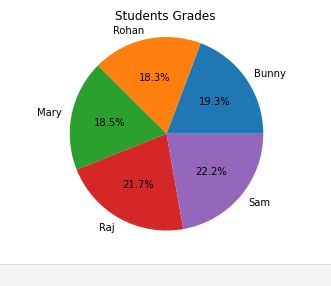 Students Grades
Rohan
Bunny
18.3%
19.3%
Mary
18.5%
21.7%
22.2%
Sam
Raj